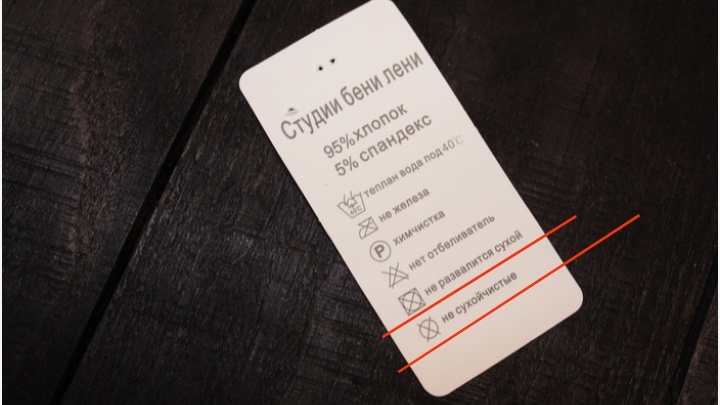 Студии бени лени
95%хлопок
5% спандекс
40℃ теплан вода под40℃
не железа
P химчистка
нет отбеливатель
не развалится сухой
не сухойчистые